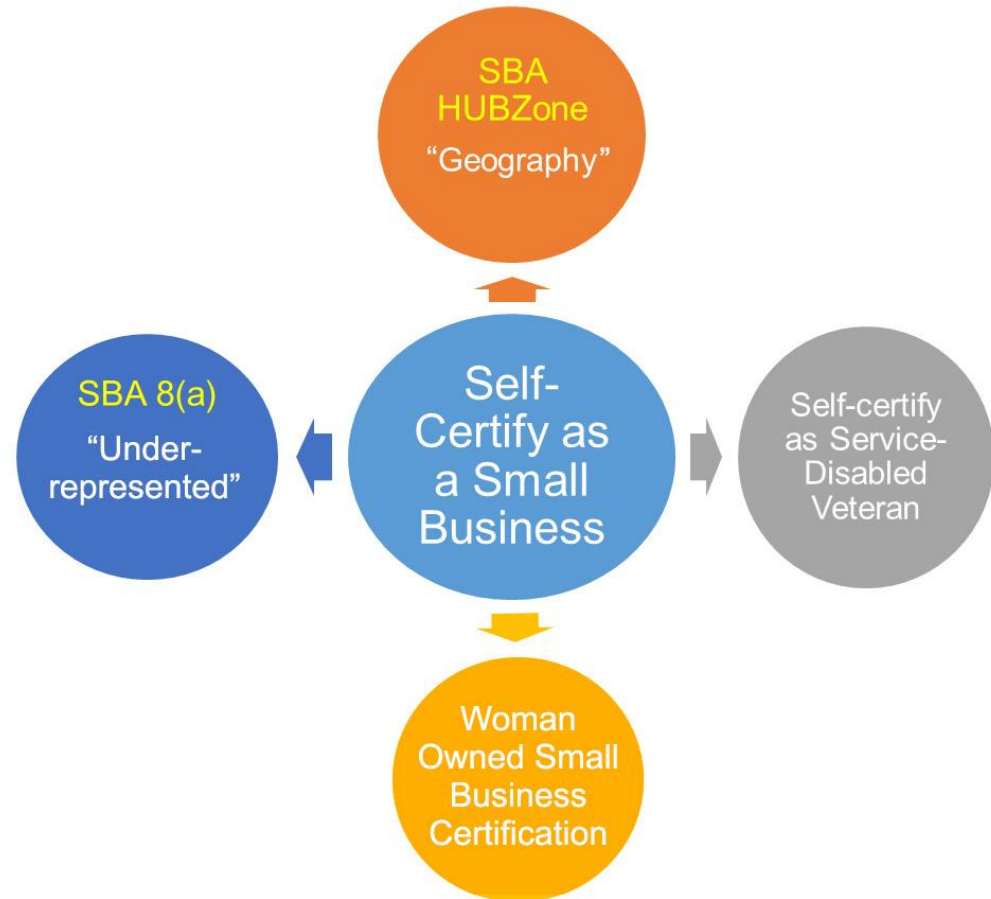 SBA
HUBZone
“Geography”
SBA 8(a)
“Under-
represented”
Self-
Certify as
a Small
Business
Self-certify
as Service-
Disabled
Veteran
Woman
Owned Small
Business
Certification